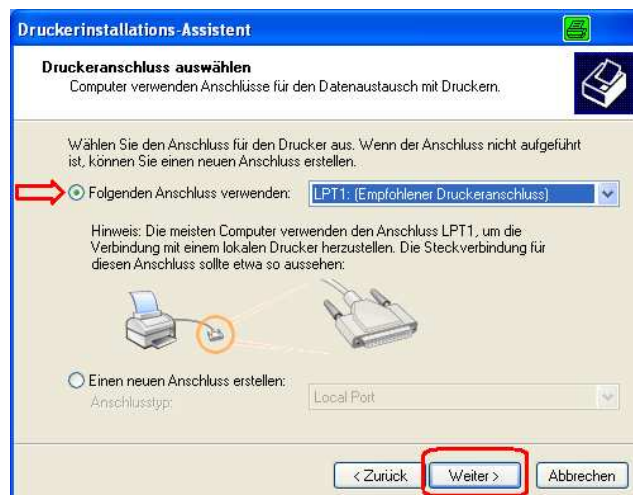 Druckerinstallations-Assistent
Druckeranschluss auswählen
Computer verwenden Anschlüsse für den Datenaustausch mit Druckern.
Wählen Sie den Anschluss für den Drucker aus. Wenn der Anschluss nicht aufgeführt
ist, können Sie einen neuen Anschluss erstellen.
Folgenden Anschluss verwenden: LPT1: (Empfohlener Druckeranschluss)
Hinweis: Die meisten Computer verwenden den Anschluss LPT1, um die
Verbindung mit einem lokalen Drucker herzustellen. Die Steckverbindung für
diesen Anschluss sollte etwa so aussehen:
Einen neuen Anschluss erstellen:
Anschlusstyp: Local Port
< Zurück Weiter > Abbrechen